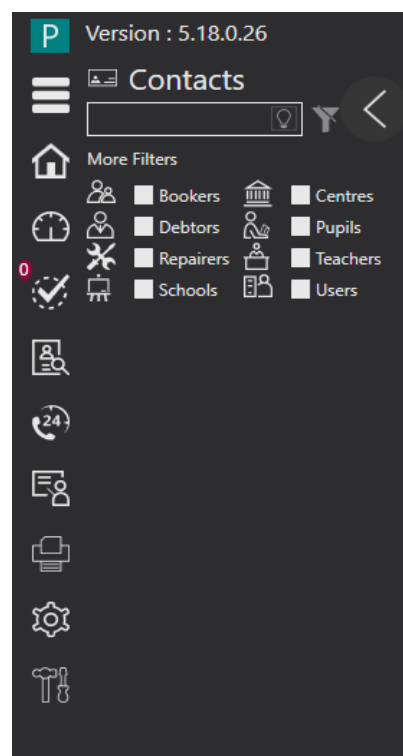 P Version : 5.18.0.26
Contacts
More Filters
Bookers Centres
Debtors Pupils
Repairers Teachers
0
Schools Users
24